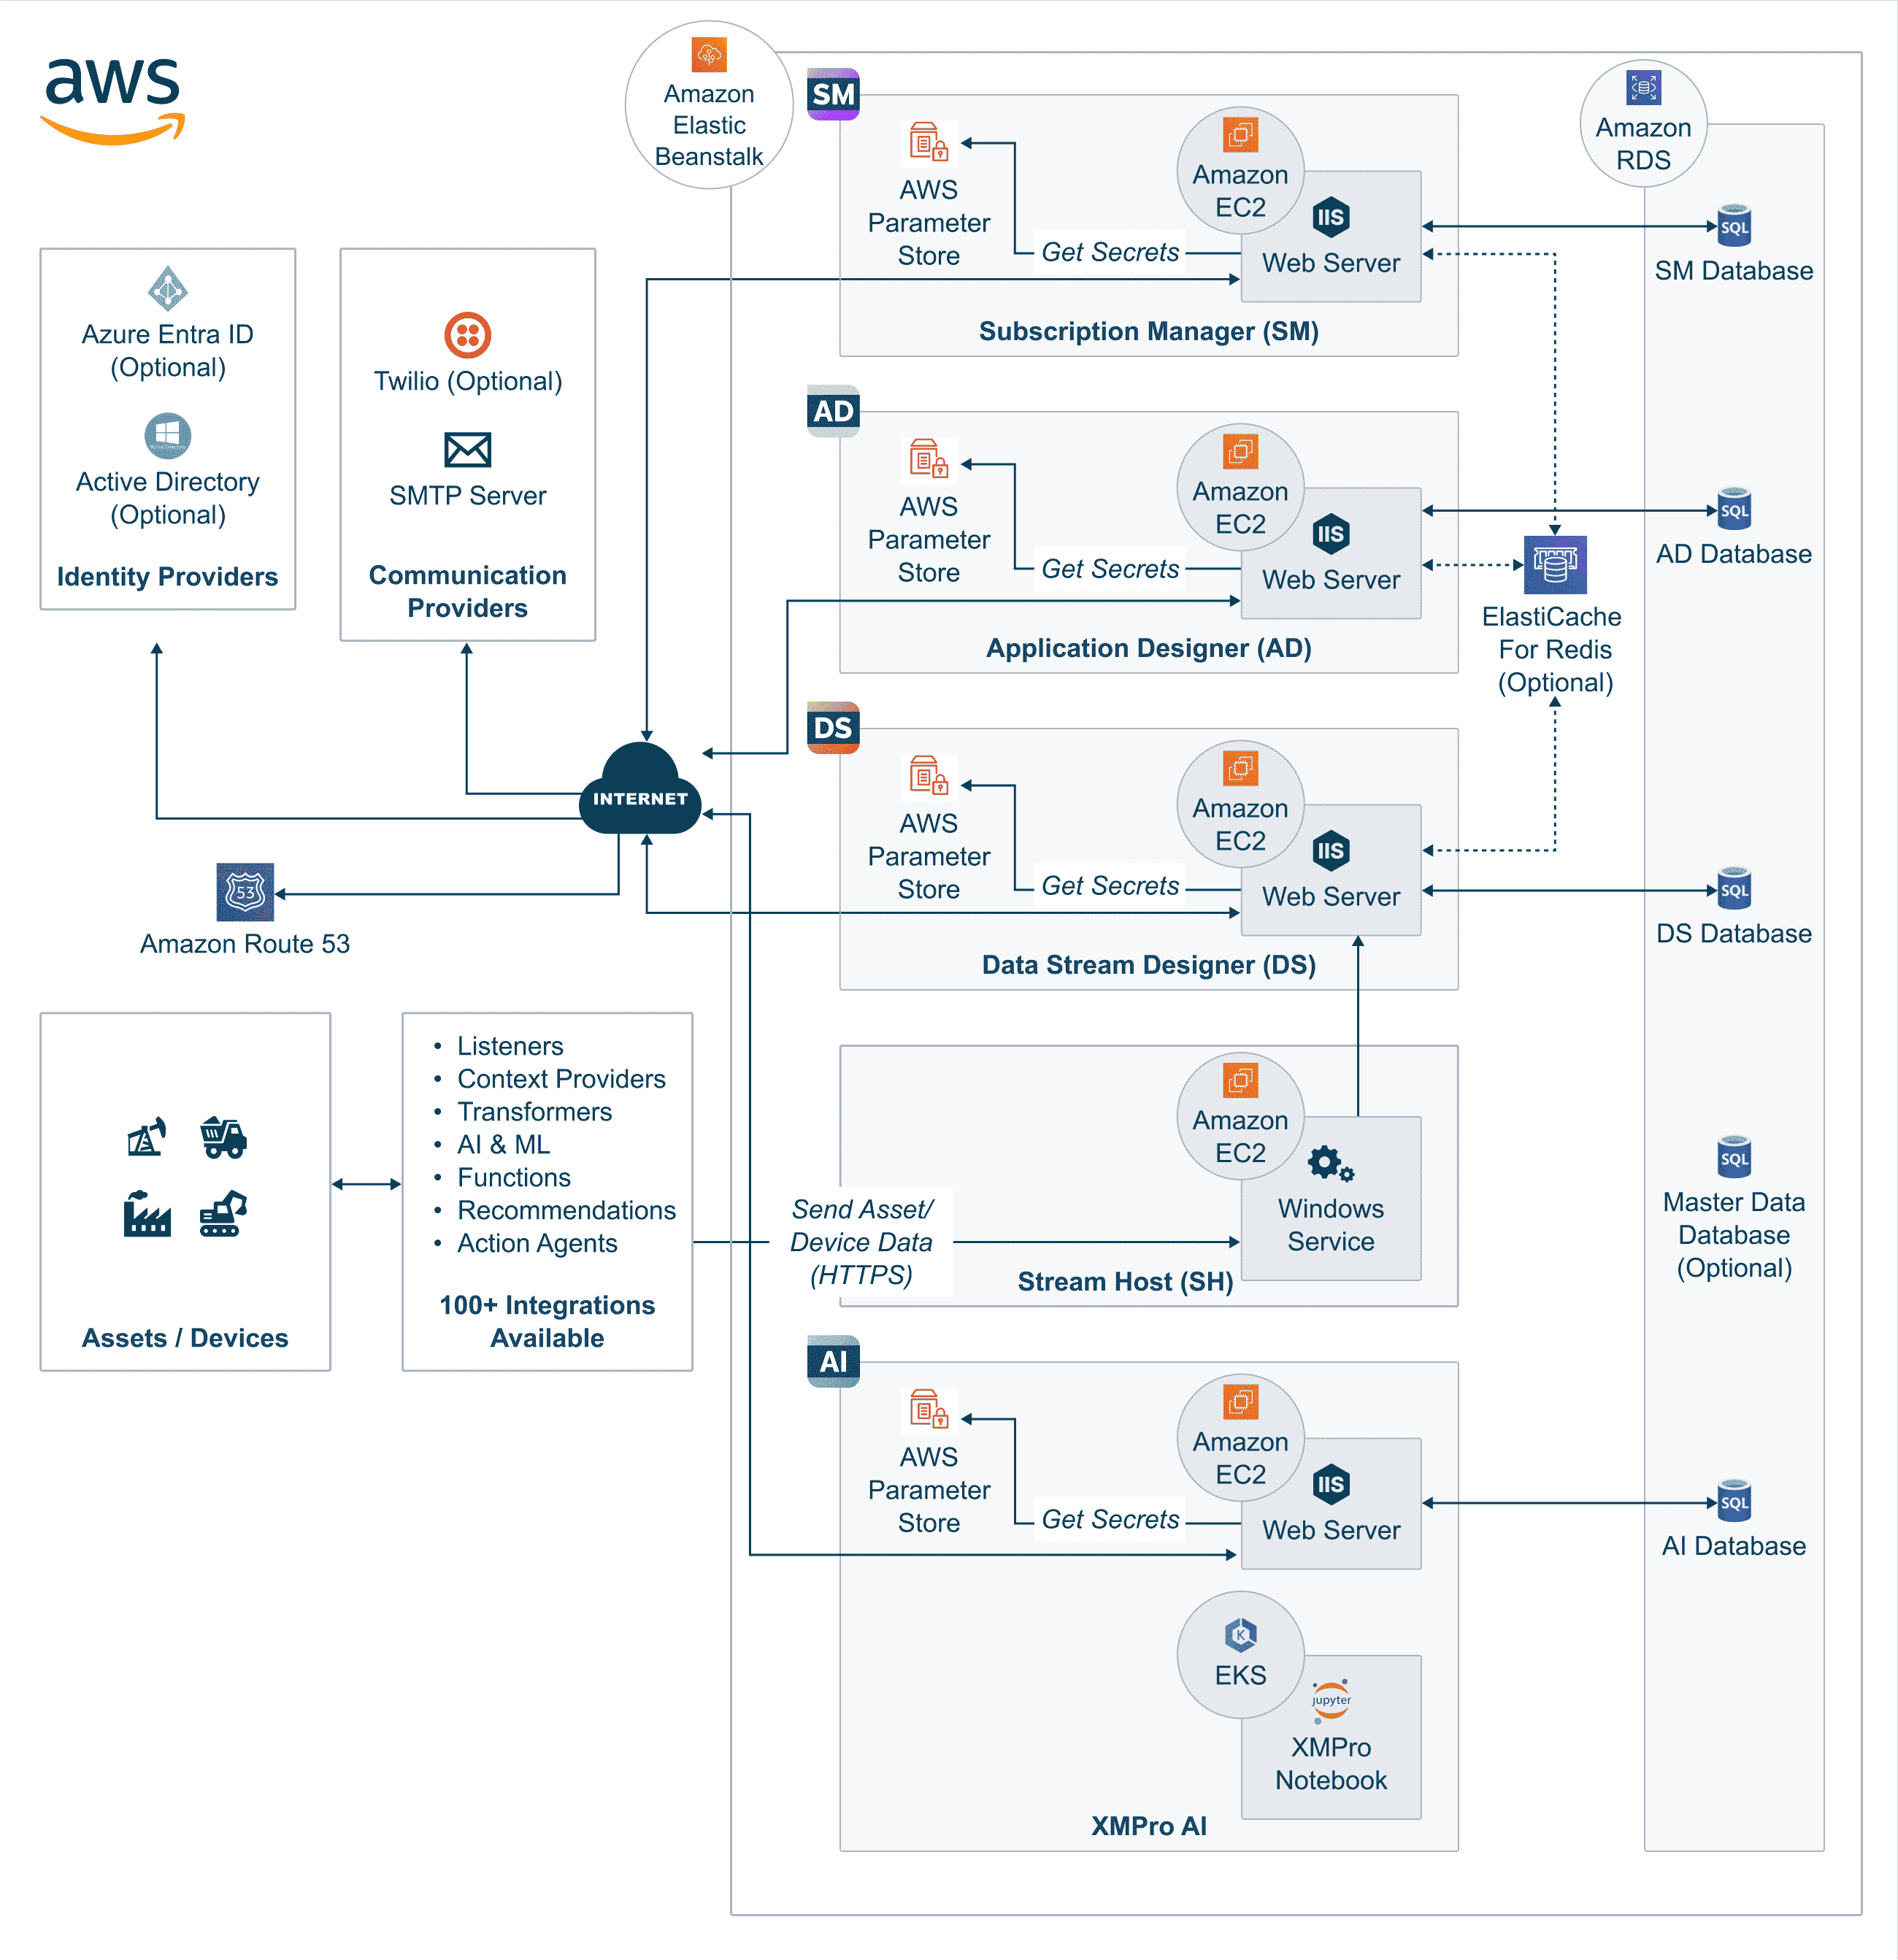 aws
Amazon
Elastic
Beanstalk
SM
AWS
Parameter
Store
Get Secrets
Amazon
EC2
IIS
Web Server
Subscription Manager (SM)
Amazon
RDS
SQL
SM Database
Azure Entra ID
(Optional)
Active Directory
Active Directory
(Optional)
Identity Providers
Twilio (Optional)
SMTP Server
Communication
Providers
AD
AWS
Parameter
Store
Get Secrets
Amazon
EC2
IIS
Web Server
Application Designer (AD)
SQL
AD Database
ElastiCache
For Redis
(Optional)
INTERNET
53
Amazon Route 53
DS
AWS
Parameter
Store
Get Secrets
Amazon
EC2
IIS
Web Server
Data Stream Designer (DS)
SQL
DS Database
Assets / Devices
• Listeners
• Context Providers
• Transformers
• AI & ML
• Functions
• Recommendations
• Action Agents
100+ Integrations
Available
Send Asset/
Device Data
(HTTPS)
Amazon
EC2
Windows
Service
Stream Host (SH)
SQL
Master Data
Database
(Optional)
AI
AWS
Parameter
Store
Get Secrets
Amazon
EC2
IIS
Web Server
SQL
AI Database
K
EKS
jupyter
XMPro
Notebook
XMPro AI